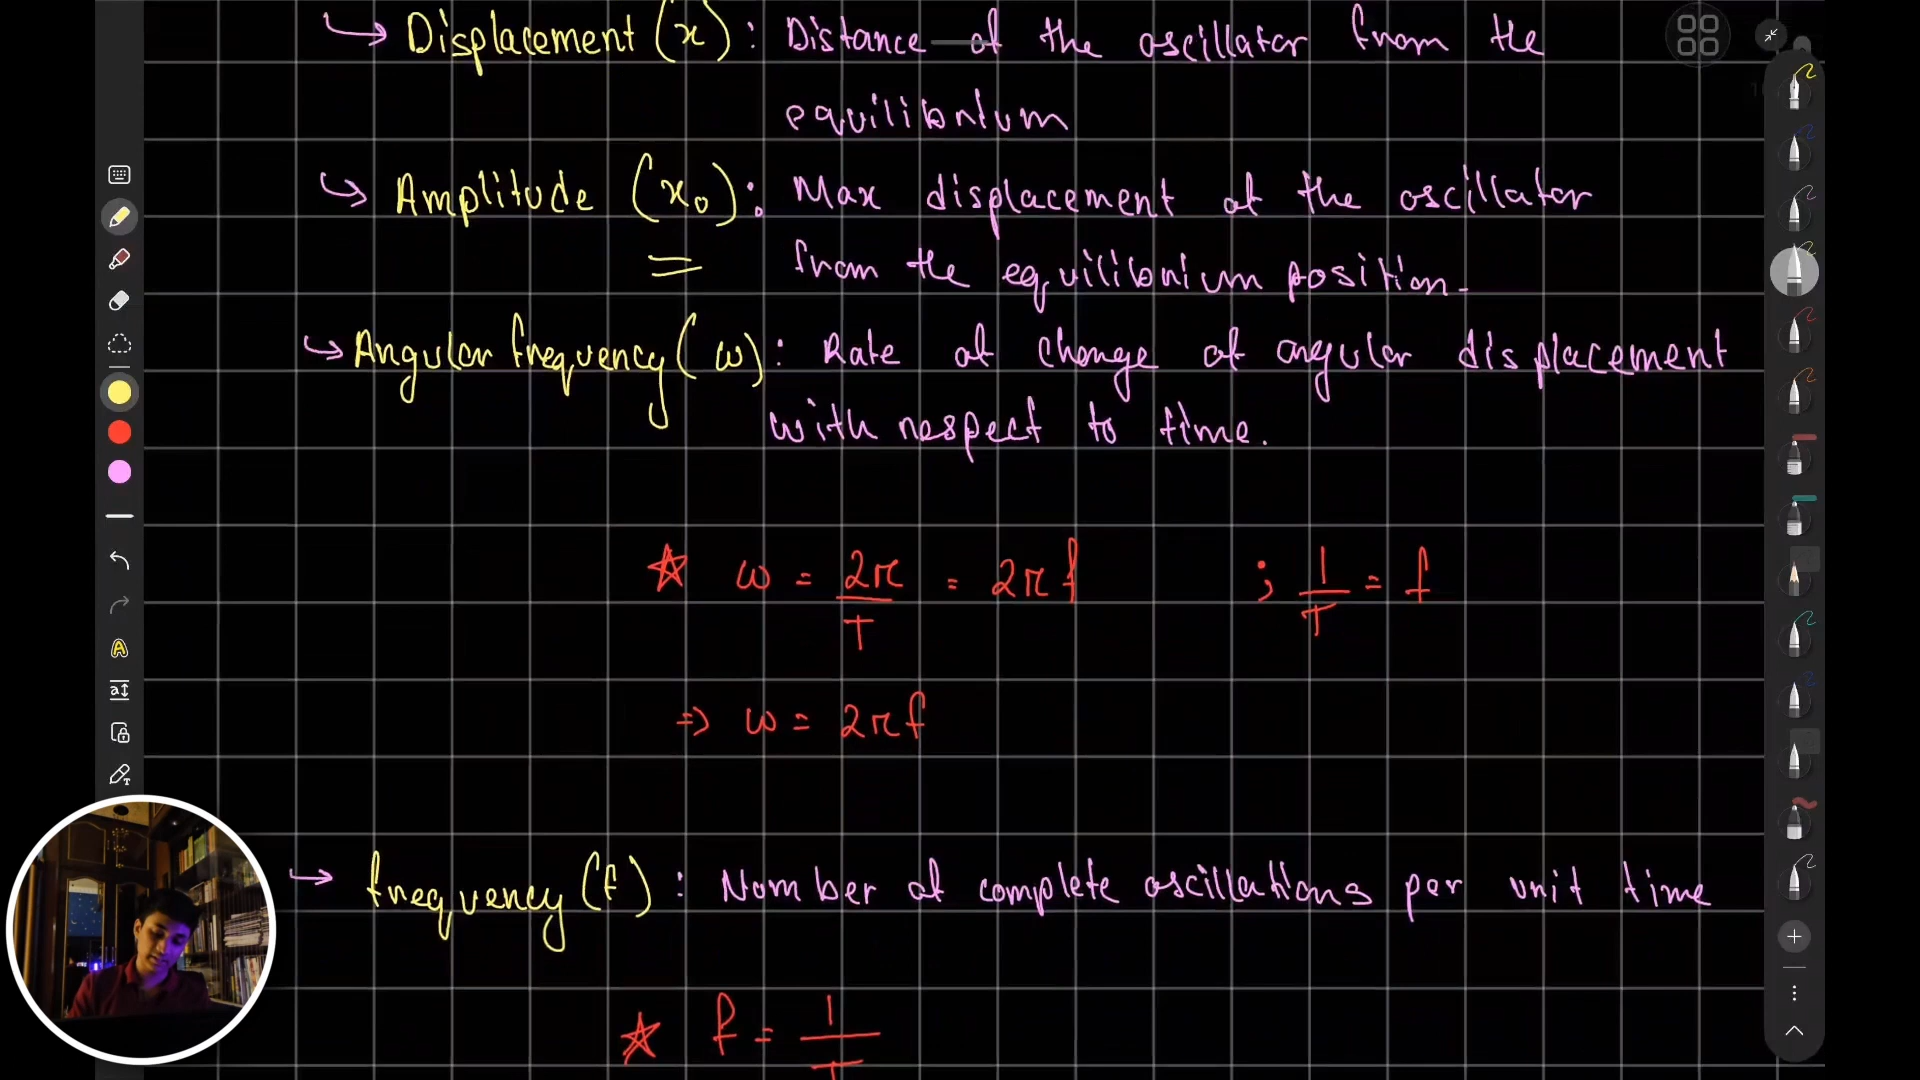 ↪ Displacement (x) : Distance of the oscillator from the
equilibrium
↪ Amplitude (x₀) : Max displacement of the oscillator
from the equilibrium position.
↪ Angular frequency (ω) : Rate of change of angular displacement
with respect to time.
☆ ω = 2π/T = 2πf ; 1/T = f
⇒ ω = 2πf
→ frequency (f) : Number of complete oscillations per unit time
☆ f = 1/T